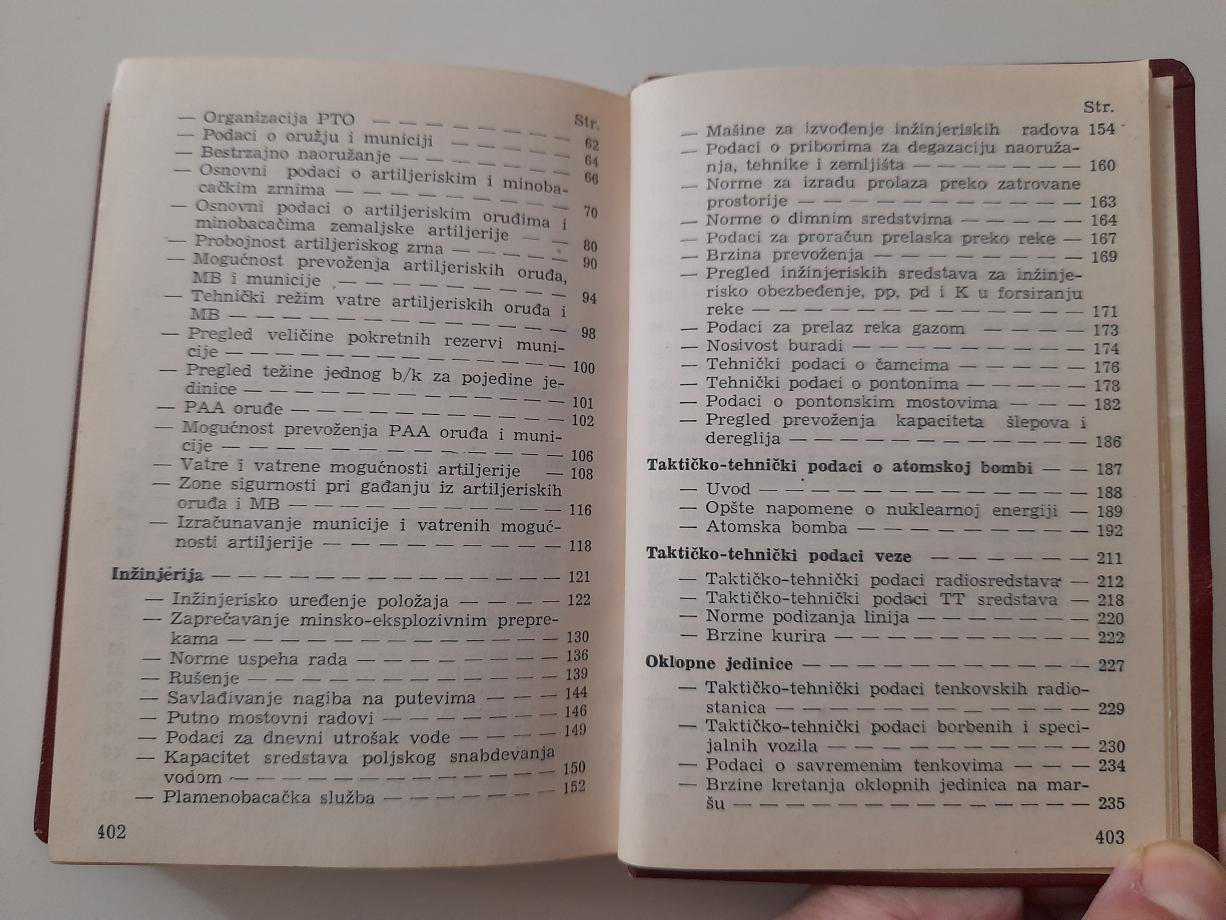 Str.
— Organizacija PTO — — — — — — — 62
— Podaci o oružju i municiji — — — — — 64
— Bestrzajno naoružanje — — — — — — 66
— Osnovni podaci o artiljeriskim i minoba-
cačkim zrnima — — — — — — — 70
— Osnovni podaci o artiljeriskim oruđima i
minobacačima zemaljske artiljerije — — 80
— Probojnost artiljeriskog zrna — — — — 90
— Mogućnost prevoženja artiljeriskih oruđa,
MB i municije — — — — — — — 94
— Tehnički režim vatre artiljeriskih oruđa i
MB — — — — — — — — — — 98
— Pregled veličine pokretnih rezervi muni-
cije — — — — — — — — — — 100
— Pregled težine jednog b/k za pojedine je-
dinice — — — — — — — — — — 101
— PAA oruđe — — — — — — — — 102
— Mogućnost prevoženja PAA oruđa i muni-
cije — — — — — — — — — — 106
— Vatre i vatrene mogućnosti artiljerije — 108
— Zone sigurnosti pri gađanju iz artiljeriskih
oruđa i MB — — — — — — — — 116
— Izračunavanje municije i vatrenih moguć-
nosti artiljerije — — — — — — — 118
Inžinjerija — — — — — — — — — — 121
— Inžinjerisko uređenje položaja — — — — 122
— Zaprečavanje minsko-eksplozivnim prepre-
kama — — — — — — — — — — 130
— Norme uspeha rada — — — — — — 136
— Rušenje — — — — — — — — — 139
— Savlađivanje nagiba na putevima — — — 144
— Putno mostovni radovi — — — — — — 146
— Podaci za dnevni utrošak vode — — — — 149
— Kapacitet sredstava poljskog snabdevanja
vodom — — — — — — — — — — 150
— Plamenobacačka služba — — — — — — 152
402
Str.
— Mašine za izvođenje inžinjeriskih radova 154
— Podaci o priborima za degazaciju naoruža-
nja, tehnike i zemljišta — — — — — 160
— Norme za izradu prolaza preko zatrovane
prostorije — — — — — — — — — 163
— Norme o dimnim sredstvima — — — — 164
— Podaci za proračun prelaska preko reke — 167
— Brzina prevoženja — — — — — — — 169
— Pregled inžinjeriskih sredstava za inžinje-
risko obezbeđenje, pp, pd i K u forsiranju
reke — — — — — — — — — — 171
— Podaci za prelaz reka gazom — — — — 173
— Nosivost buradi — — — — — — — 174
— Tehnički podaci o čamcima — — — — 176
— Tehnički podaci o pontonima — — — — 178
— Podaci o pontonskim mostovima — — — 182
— Pregled prevoženja kapaciteta šlepova i
dereglija — — — — — — — — — 186
Taktičko-tehnički podaci o atomskoj bombi — — 187
— Uvod — — — — — — — — — — 188
— Opšte napomene o nuklearnoj energiji — 189
— Atomska bomba — — — — — — — 192
Taktičko-tehnički podaci veze — — — — — 211
— Taktičko-tehnički podaci radiosredstava — 212
— Taktičko-tehnički podaci TT sredstava — 218
— Norme podizanja linija — — — — — — 220
— Brzine kurira — — — — — — — — 222
Oklopne jedinice — — — — — — — — — 227
— Taktičko-tehnički podaci tenkovskih radio-
stanica — — — — — — — — — — 229
— Taktičko-tehnički podaci borbenih i speci-
jalnih vozila — — — — — — — — 230
— Podaci o savremenim tenkovima — — — 234
— Brzine kretanja oklopnih jedinica na mar-
šu — — — — — — — — — — — 235
403